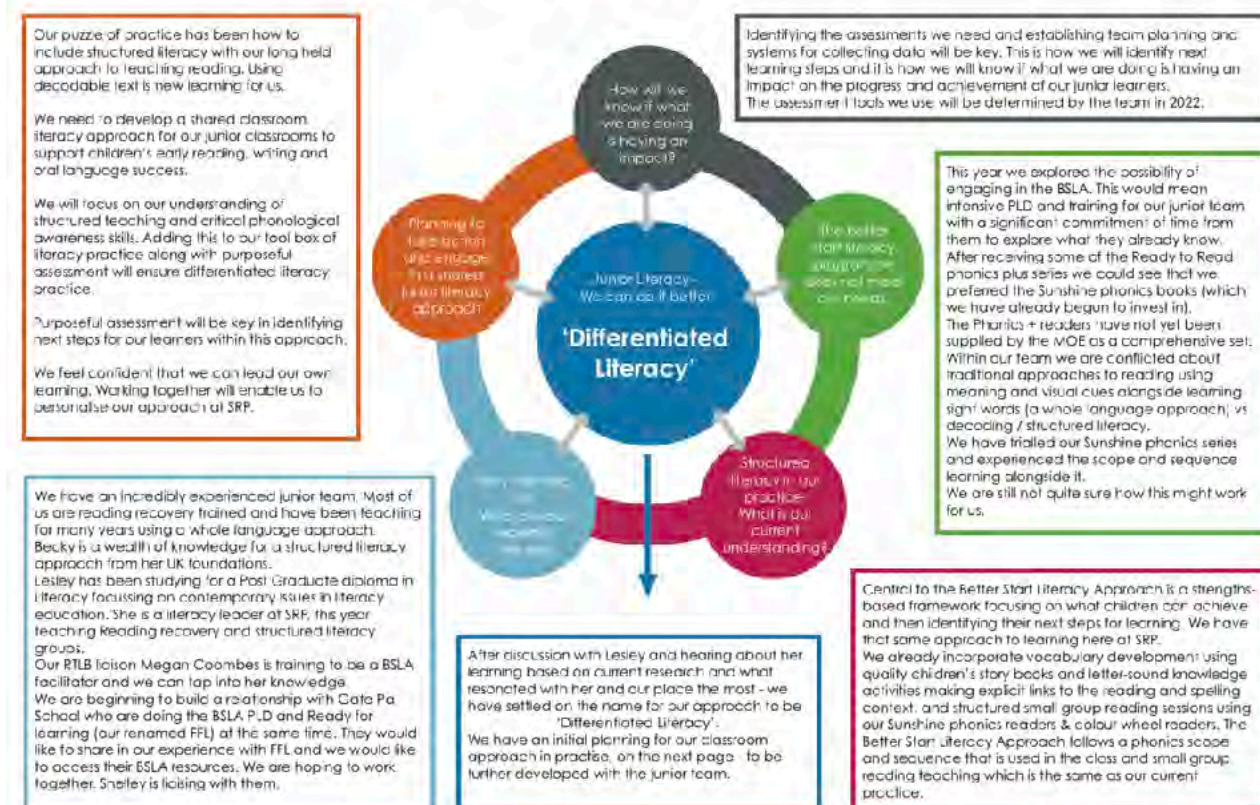 Our puzzle of practice has been how to
include structured literacy with our long held
approach to teaching reading. Using
decodable text is new learning for us.
We need to develop a shared classroom
literacy approach for our junior classrooms to
support children's early reading, writing and
oral language success.
We will focus on our understanding of
structured teaching and critical phonological
awareness skills. Adding this to our tool box of
literacy practice along with purposeful
assessment will ensure differentiated literacy
practice.
Purposeful assessment will be key in identifying
next steps for our learners within this approach.
We feel confident that we can lead our own
learning. Working together will enable us to
personalise our approach at SRP.
How will we
know if what
we are doing
is having an
impact?
Identifying the assessments we need and establishing team planning and
systems for collecting data will be key. This is how we will identify next
learning steps and it is how we will know if what we are doing is having an
impact on the progress and achievement of our junior learners.
The assessment tools we use will be determined by the team in 2022.
Planning to
take action
and engage
in a shared
junior literacy
approach
Junior Literacy-
We can do it better
'Differentiated
Literacy'
The better
start literacy
programme
does not meet
our needs
This year we explored the possibility of
engaging in the BSLA. This would mean
intensive PLD and training for our junior team
with a significant commitment of time from
them to explore what they already know.
After receiving some of the Ready to Read
phonics plus series we could see that we
preferred the Sunshine phonics books (which
we have already begun to invest in).
The Phonics + readers have not yet been
supplied by the MOE as a comprehensive set.
Within our team we are conflicted about
traditional approaches to reading using
meaning and visual cues alongside learning
sight words (a whole language approach) vs
decoding / structured literacy.
We have trialled our Sunshine phonics series
and experienced the scope and sequence
learning alongside it.
We are still not quite sure how this might work
for us.
Structured
literacy in our
practice-
What is our
current
understanding?
We have an incredibly experienced junior team. Most of
us are reading recovery trained and have been teaching
for many years using a whole language approach.
Becky is a wealth of knowledge for a structured literacy
approach from her UK foundations.
Lesley has been studying for a Post Graduate diploma in
Literacy focussing on contemporary issues in literacy
education. She is a literacy leader at SRP, this year
teaching Reading recovery and structured literacy
groups.
Our RTLB liaison Megan Coombes is training to be a BSLA
facilitator and we can tap into her knowledge.
We are beginning to build a relationship with Gate Pa
School who are doing the BSLA PLD and Ready for
learning (our renamed FFL) at the same time. They would
like to share in our experience with FFL and we would like
to access their BSLA resources. We are hoping to work
together. Shelley is liaising with them.
After discussion with Lesley and hearing about her
learning based on current research and what
resonated with her and our place the most - we
have settled on the name for our approach to be
'Differentiated Literacy'.
We have an initial planning for our classroom
approach in practise, on the next page - to be
further developed with the junior team.
Central to the Better Start Literacy Approach is a strengths-
based framework focusing on what children can achieve
and then identifying their next steps for learning. We have
that same approach to learning here at SRP.
We already incorporate vocabulary development using
quality children's story books and letter-sound knowledge
activities making explicit links to the reading and spelling
context, and structured small group reading sessions using
our Sunshine phonics readers & colour wheel readers. The
Better Start Literacy Approach follows a phonics scope
and sequence that is used in the class and small group
reading teaching which is the same as our current
practice.